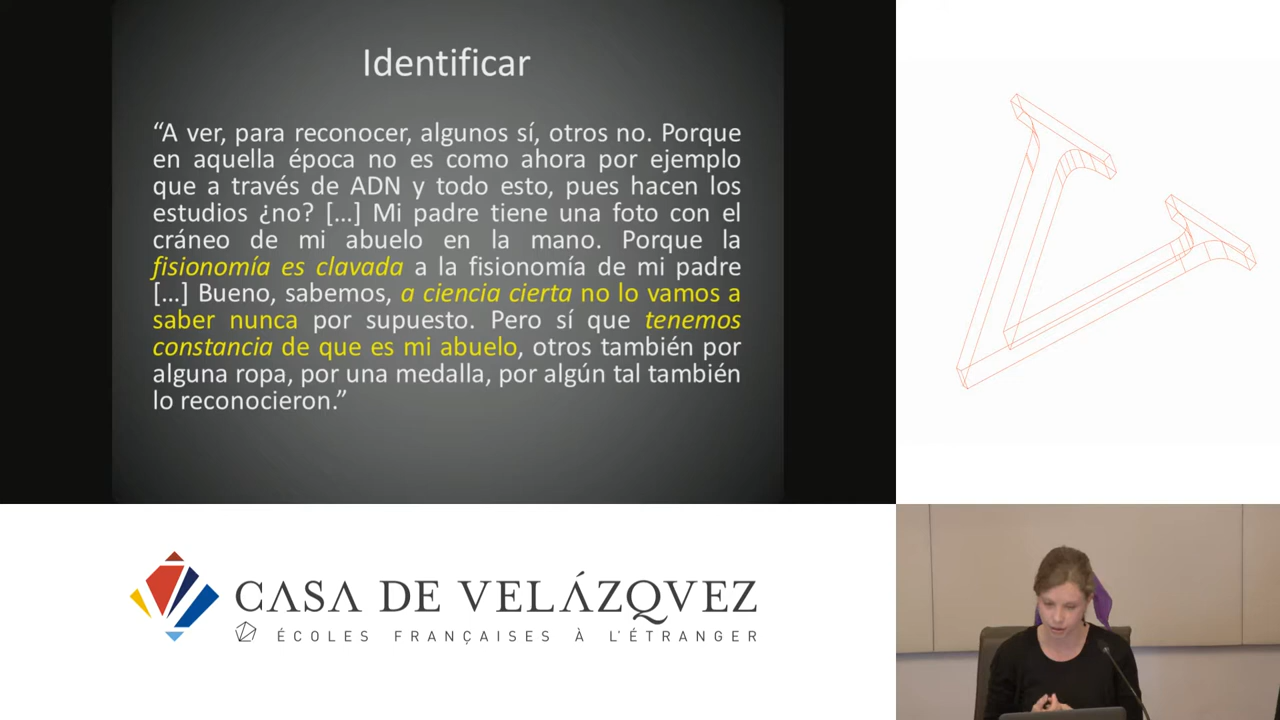 Identificar
“A ver, para reconocer, algunos sí, otros no. Porque
en aquella época no es como ahora por ejemplo
que a través de ADN y todo esto, pues hacen los
estudios ¿no? [...] Mi padre tiene una foto con el
cráneo de mi abuelo en la mano. Porque la
fisionomía es clavada a la fisionomía de mi padre
[...] Bueno, sabemos, a ciencia cierta no lo vamos a
saber nunca por supuesto. Pero sí que tenemos
constancia de que es mi abuelo, otros también por
alguna ropa, por una medalla, por algún tal también
lo reconocieron.”
CASA DE VELÁZQVEZ
ÉCOLES FRANÇAISES À L'ÉTRANGER